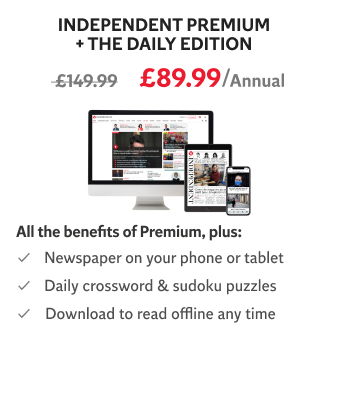 INDEPENDENT PREMIUM
+ THE DAILY EDITION
£149.99 £89.99/Annual
INDEPENDENT
All the benefits of Premium, plus:
Newspaper on your phone or tablet
Daily crossword & sudoku puzzles
Download to read offline any time